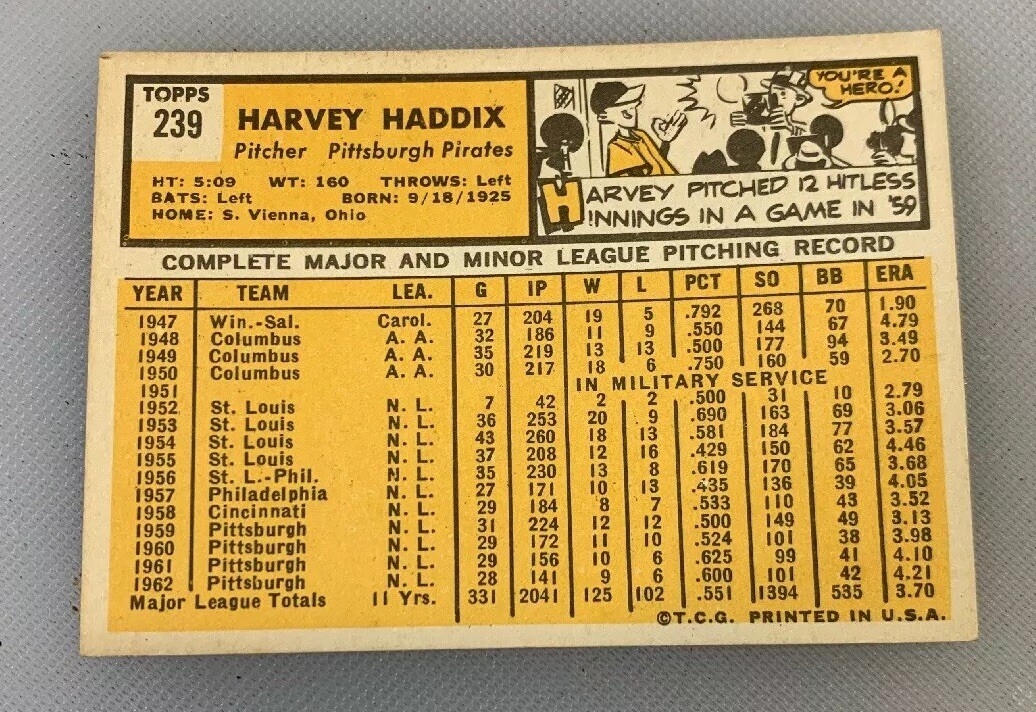 TOPPS
239
HARVEY HADDIX
Pitcher Pittsburgh Pirates
HT: 5:09 WT: 160 THROWS: Left
BATS: Left BORN: 9/18/1925
HOME: S. Vienna, Ohio
YOU'RE A
HERO!
HARVEY PITCHED 12 HITLESS
INNINGS IN A GAME IN '59
COMPLETE MAJOR AND MINOR LEAGUE PITCHING RECORD
YEAR TEAM LEA. G IP W L PCT SO BB ERA
1947 Win.-Sal. Carol. 27 204 19 5 .792 268 70 1.90
1948 Columbus A. A. 32 186 11 9 .550 144 67 4.79
1949 Columbus A. A. 35 219 13 13 .500 177 94 3.49
1950 Columbus A. A. 30 217 18 6 .750 160 59 2.70
1951 IN MILITARY SERVICE
1952 St. Louis N. L. 7 42 2 2 .500 31 10 2.79
1953 St. Louis N. L. 36 253 20 9 .690 163 69 3.06
1954 St. Louis N. L. 43 260 18 13 .581 184 77 3.57
1955 St. Louis N. L. 37 208 12 16 .429 150 62 4.46
1956 St. L.-Phil. N. L. 35 230 13 8 .619 170 65 3.68
1957 Philadelphia N. L. 27 171 10 13 .435 136 39 4.05
1958 Cincinnati N. L. 29 184 8 7 .533 110 43 3.52
1959 Pittsburgh N. L. 31 224 12 12 .500 149 49 3.13
1960 Pittsburgh N. L. 29 172 11 10 .524 101 38 3.98
1961 Pittsburgh N. L. 29 156 10 6 .625 99 41 4.10
1962 Pittsburgh N. L. 28 141 9 6 .600 101 42 4.21
Major League Totals 11 Yrs. 331 2041 125 102 .551 1394 535 3.70
©T.C.G. PRINTED IN U.S.A.